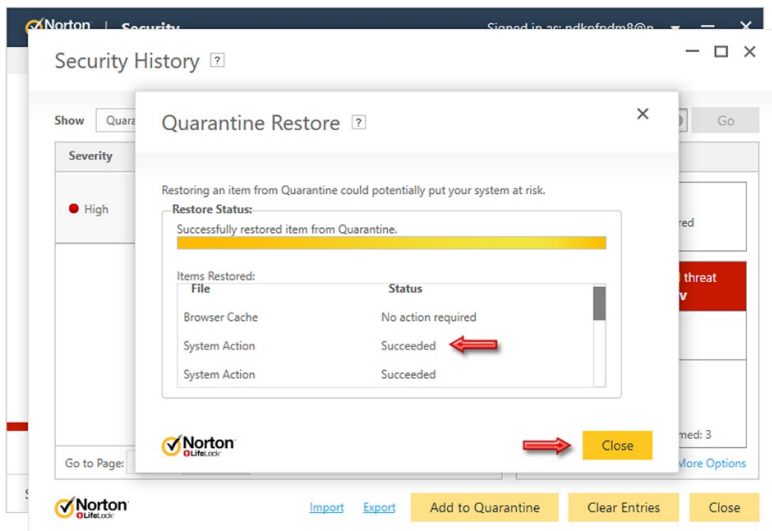 Norton | Security
Signed in as: ndkpfndm8@n
Security History ?
Show Quara
Go
Quarantine Restore ?
Severity
High
Restoring an item from Quarantine could potentially put your system at risk.
Restore Status:
Successfully restored item from Quarantine.
Items Restored:
File Status
Browser Cache No action required
System Action Succeeded
System Action Succeeded
red
threat
v
med: 3
Norton
LifeLock
Close
Go to Page:
More Options
S
Norton
LifeLock
Import Export Add to Quarantine Clear Entries Close